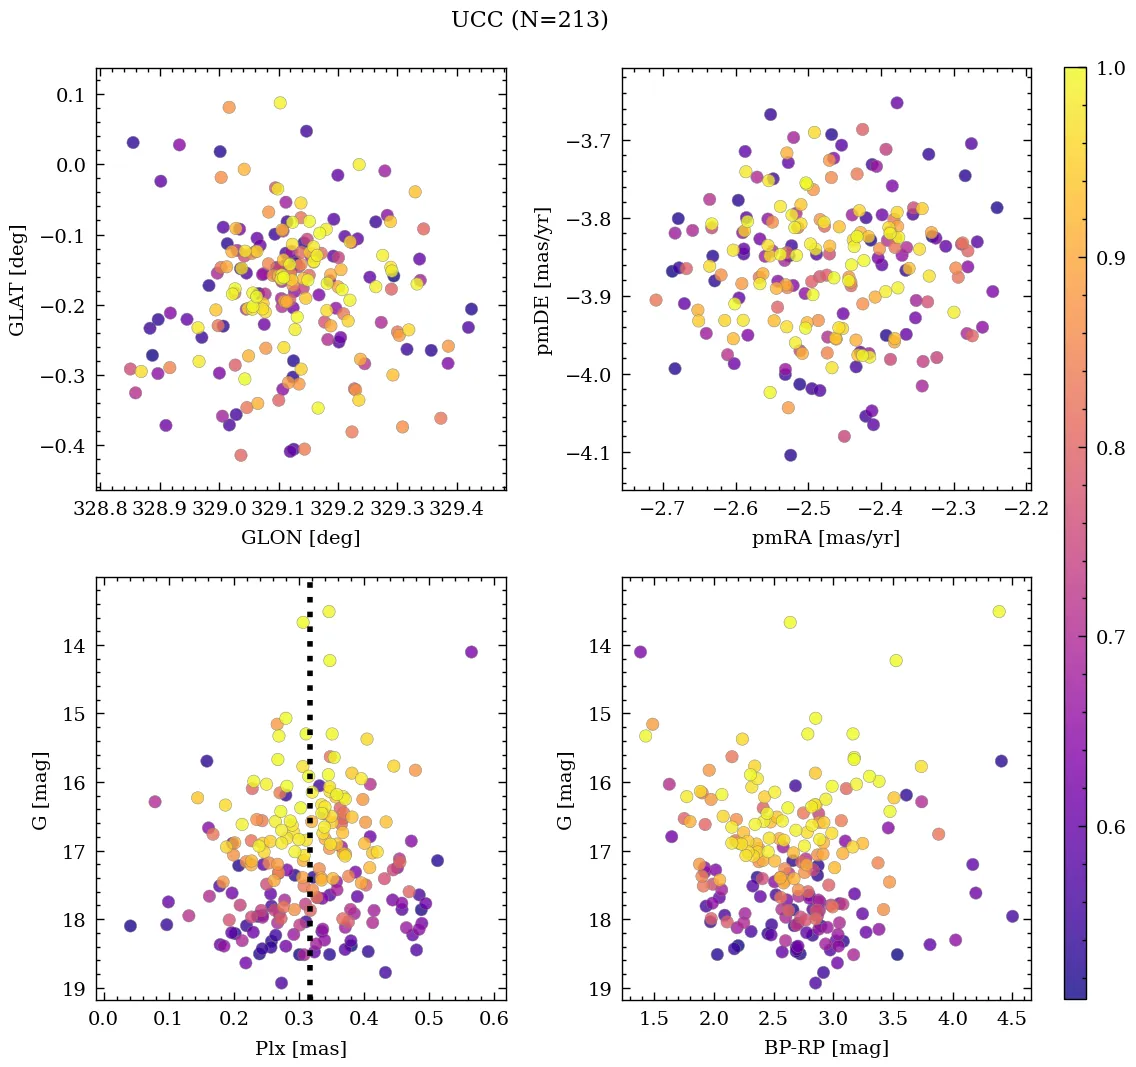 UCC (N=213)
0.1
0.0
−0.1
−0.2
−0.3
−0.4
GLAT [deg]
328.8 328.9 329.0 329.1 329.2 329.3 329.4
GLON [deg]
−3.7
−3.8
−3.9
−4.0
−4.1
pmDE [mas/yr]
−2.7 −2.6 −2.5 −2.4 −2.3 −2.2
pmRA [mas/yr]
14
15
16
17
18
19
G [mag]
0.0 0.1 0.2 0.3 0.4 0.5 0.6
Plx [mas]
14
15
16
17
18
19
G [mag]
1.5 2.0 2.5 3.0 3.5 4.0 4.5
BP-RP [mag]
1.0
0.9
0.8
0.7
0.6